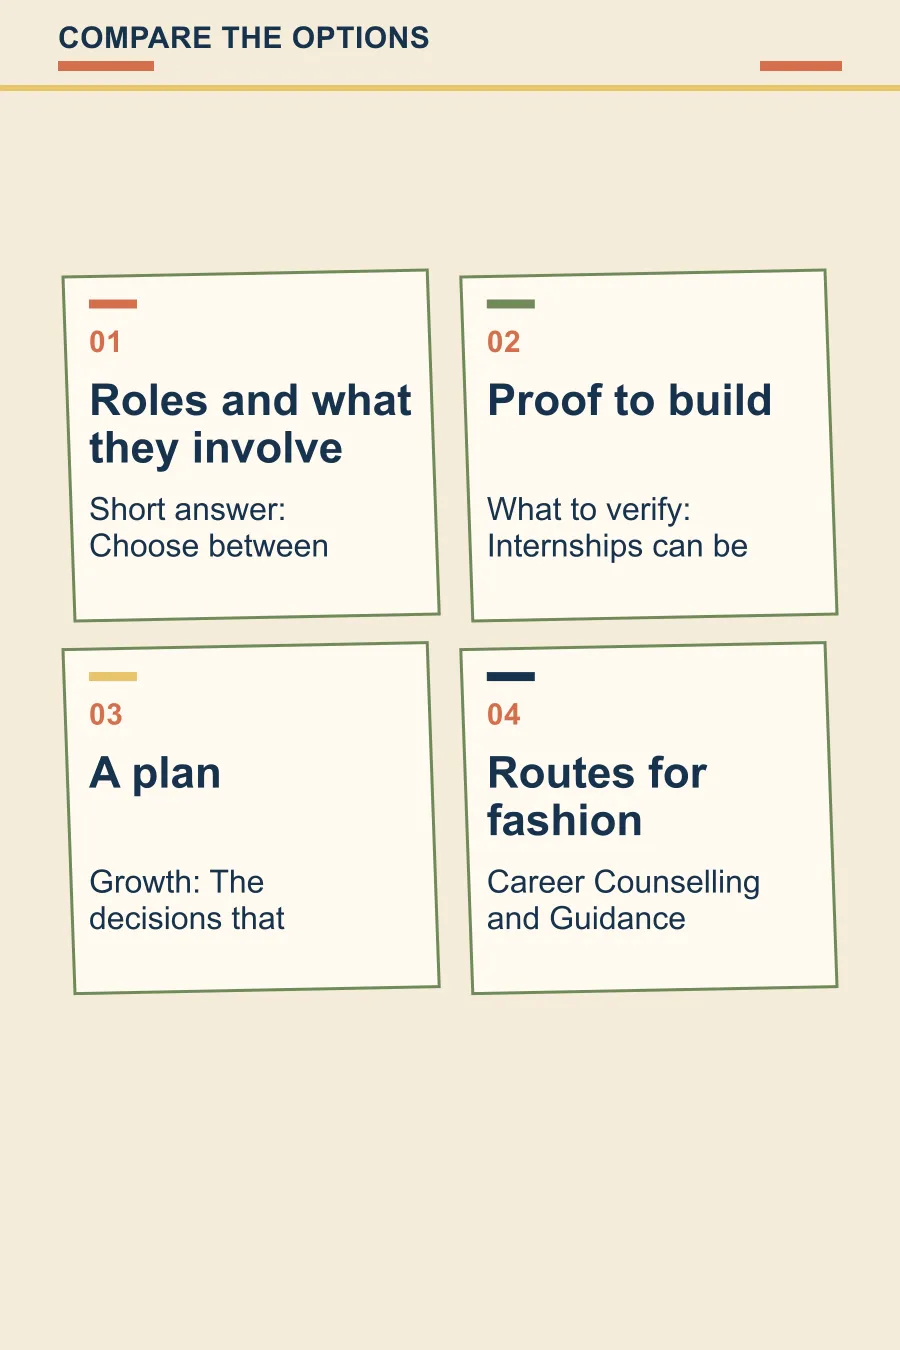 COMPARE THE OPTIONS
01
Roles and what
they involve
Short answer:
Choose between
02
Proof to build
What to verify:
Internships can be
03
A plan
Growth: The
decisions that
04
Routes for
fashion
Career Counselling
and Guidance